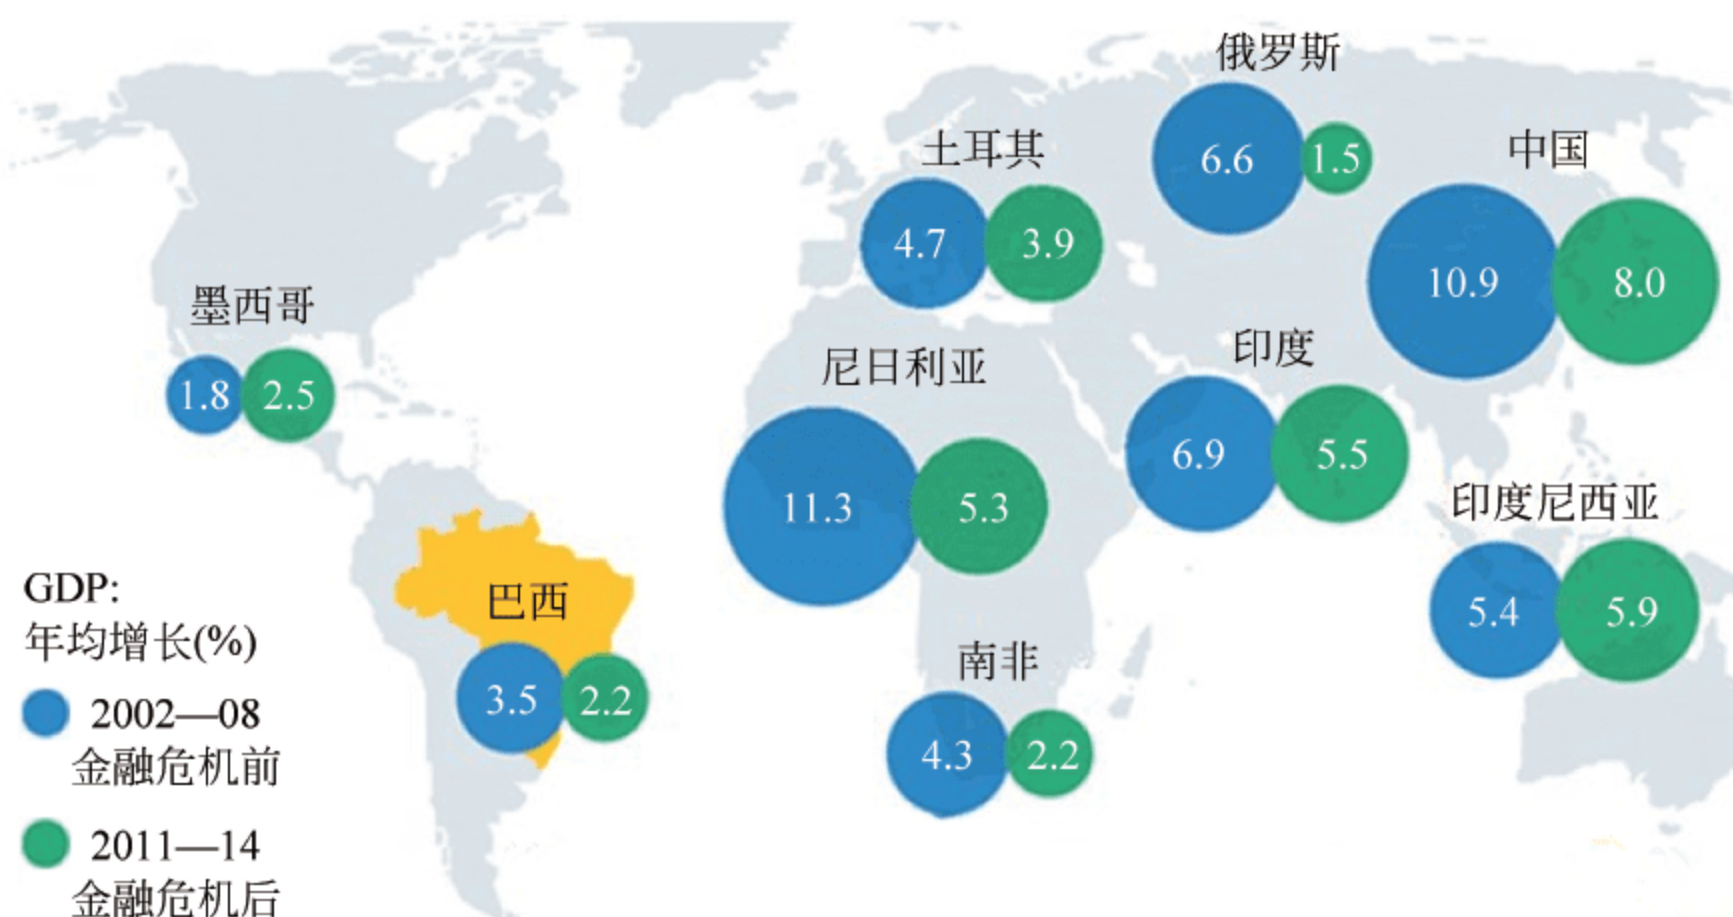 俄罗斯
6.6 1.5
土耳其
4.7 3.9
中国
10.9 8.0
墨西哥
1.8 2.5
尼日利亚
11.3 5.3
印度
6.9 5.5
印度尼西亚
5.4 5.9
巴西
3.5 2.2
南非
4.3 2.2
GDP:
年均增长(%)
2002—08
金融危机前
2011—14
金融危机后